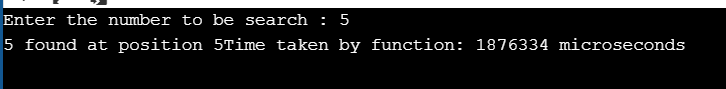 Enter the number to be search : 5
5 found at position 5Time taken by function: 1876334 microseconds